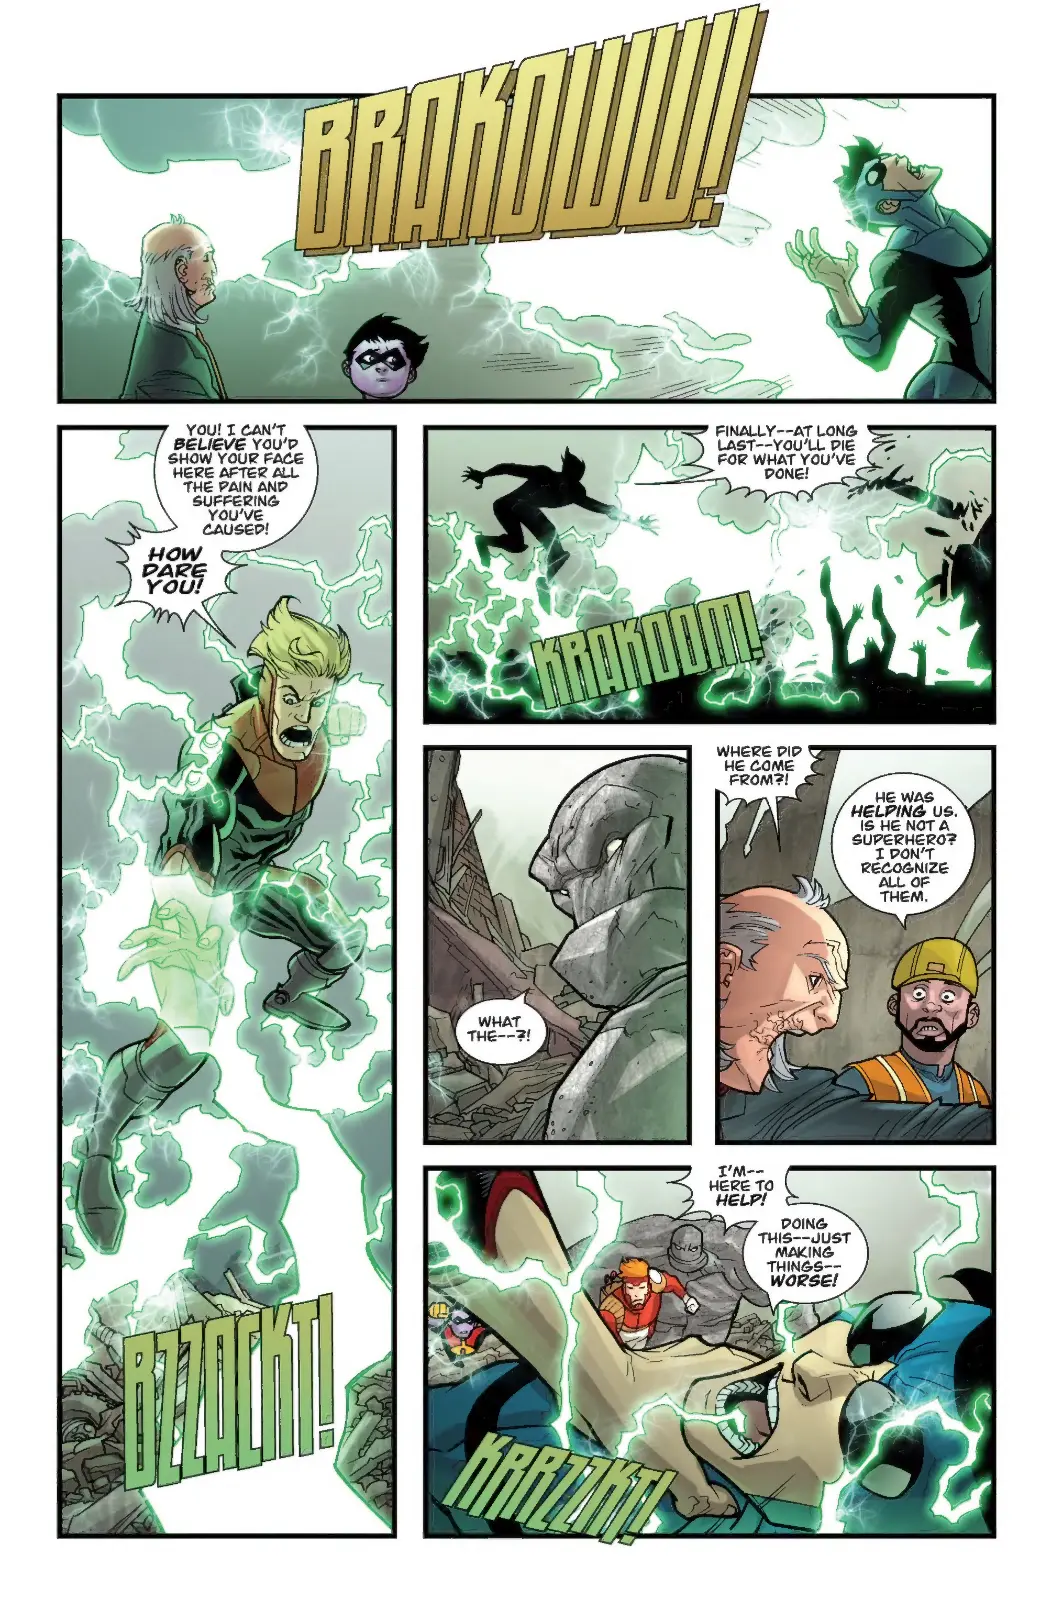 BRAKOWW!
YOU! I CAN'T
BELIEVE YOU'D
SHOW YOUR FACE
HERE AFTER ALL
THE PAIN AND
SUFFERING
YOU'VE
CAUSED!
HOW
DARE
YOU!
BZZACKT!
FINALLY--AT LONG
LAST--YOU'LL DIE
FOR WHAT YOU'VE
DONE!
KRAKOOM!
WHAT
THE--?!
WHERE DID
HE COME
FROM?!
HE WAS
HELPING US.
IS HE NOT A
SUPERHERO?
I DON'T
RECOGNIZE
ALL OF
THEM.
I'M--
HERE TO
HELP!
DOING
THIS--JUST
MAKING
THINGS--
WORSE!
KRRZZKT!